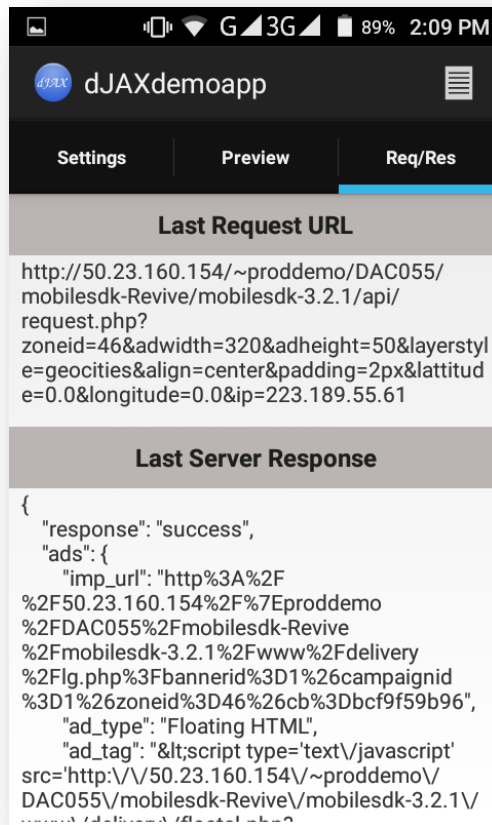 G 3G 89% 2:09 PM
dJAX dJAXdemoapp
Settings Preview Req/Res
Last Request URL
http://50.23.160.154/~proddemo/DAC055/
mobilesdk-Revive/mobilesdk-3.2.1/api/
request.php?
zoneid=46&adwidth=320&adheight=50&layerstyl
e=geocities&align=center&padding=2px&lattitud
e=0.0&longitude=0.0&ip=223.189.55.61
Last Server Response
{
"response": "success",
"ads": {
"imp_url": "http%3A%2F
%2F50.23.160.154%2F%7Eproddemo
%2FDAC055%2Fmobilesdk-Revive
%2Fmobilesdk-3.2.1%2Fwww%2Fdelivery
%2Flg.php%3Fbannerid%3D1%26campaignid
%3D1%26zoneid%3D46%26cb%3Dbcf9f59b96",
"ad_type": "Floating HTML",
"ad_tag": "&lt;script type='text\/javascript'
src='http:\/\/50.23.160.154\/~proddemo\/
DAC055\/mobilesdk-Revive\/mobilesdk-3.2.1\/